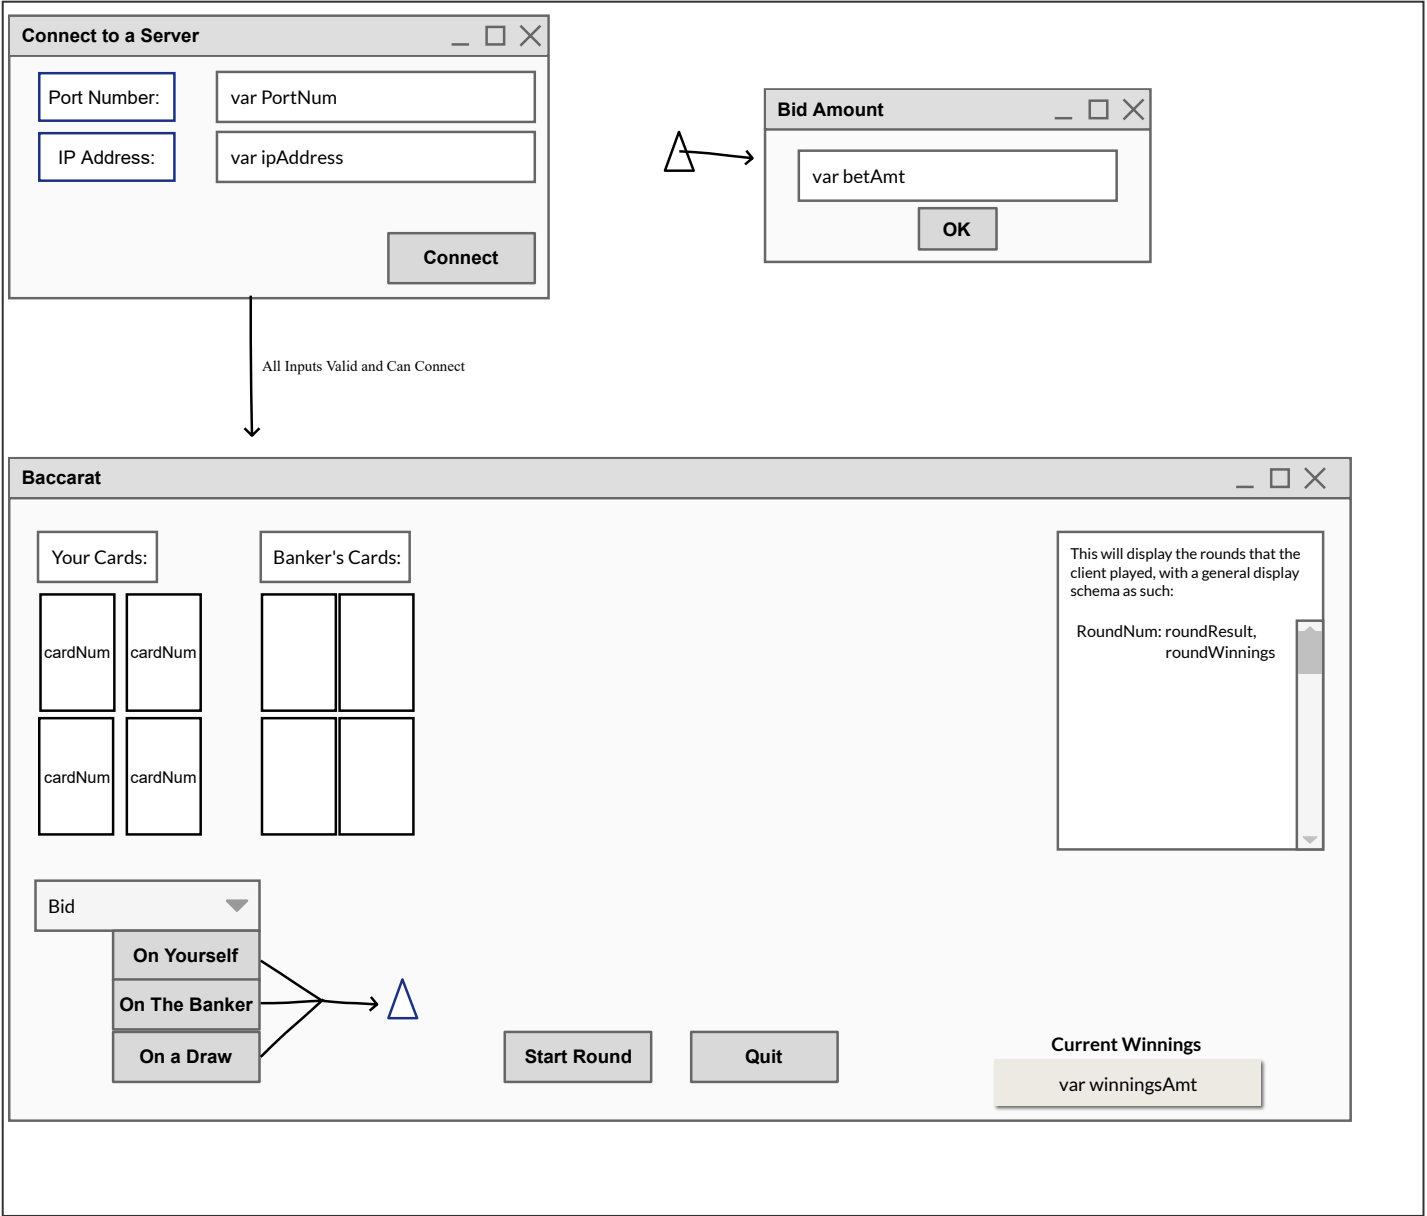 Connect to a Server
Port Number:
var PortNum
IP Address:
var ipAddress
Connect
Bid Amount
var betAmt
OK
All Inputs Valid and Can Connect
Baccarat
Your Cards:
Banker's Cards:
cardNum
cardNum
cardNum
cardNum
This will display the rounds that the
client played, with a general display
schema as such:
RoundNum: roundResult,
roundWinnings
Bid
On Yourself
On The Banker
On a Draw
Start Round
Quit
Current Winnings
var winningsAmt